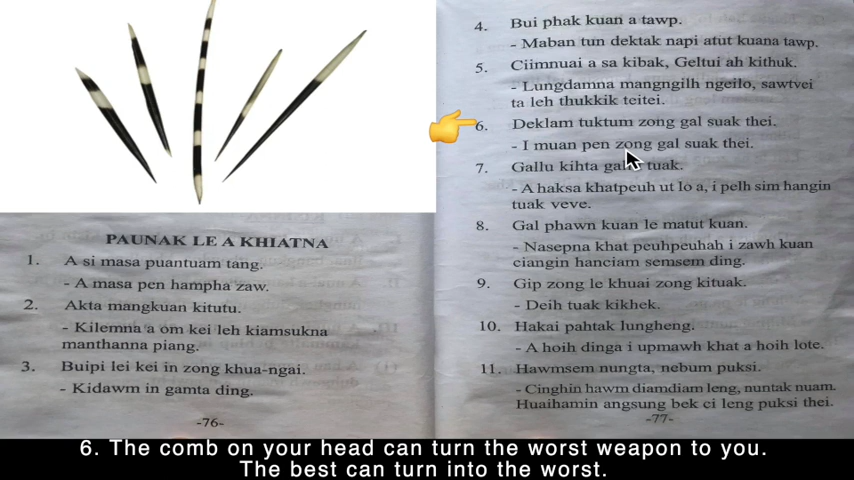 PAUNAK LE A KHIATNA
1. A si masa puantuam tang.
- A masa pen hampha zaw.
2. Akta mangkuan kitutu.
- Kilemna a om kei leh kiamsukna
manthanna piang.
3. Buipi lei kei in zong khua-ngai.
- Kidawm in gamta ding.
-76-
4. Bui phak kuan a tawp.
- Maban tun dektak napi atut kuana tawp.
5. Ciimnuai a sa kibak, Geltui ah kithuk.
- Lungdamna mangngilh ngeilo, sawtvei
ta leh thukkik teitei.
6. Deklam tuktum zong gal suak thei.
- I muan pen zong gal suak thei.
7. Gallu kihta tuak.
- A haksa khatpeuh ut lo a, i pelh sim hangin
tuak veve.
8. Gal phawn kuan le matut kuan.
- Nasepna khat peuhpeuhah i zawh kuan
ciangin hanciam semsem ding.
9. Gip zong le khuai zong kituak.
- Deih tuak kikhek.
10. Hakai pahtak lungheng.
- A hoih dinga i upmawh khat a hoih lote.
11. Hawmsem nungta, nebum puksi.
- Cinghin hawm diamdiam leng, nuntak nuam.
Huaihamin angsung bek ci leng puksi thei.
-77-
6. The comb on your head can turn the worst weapon to you.
The best can turn into the worst.